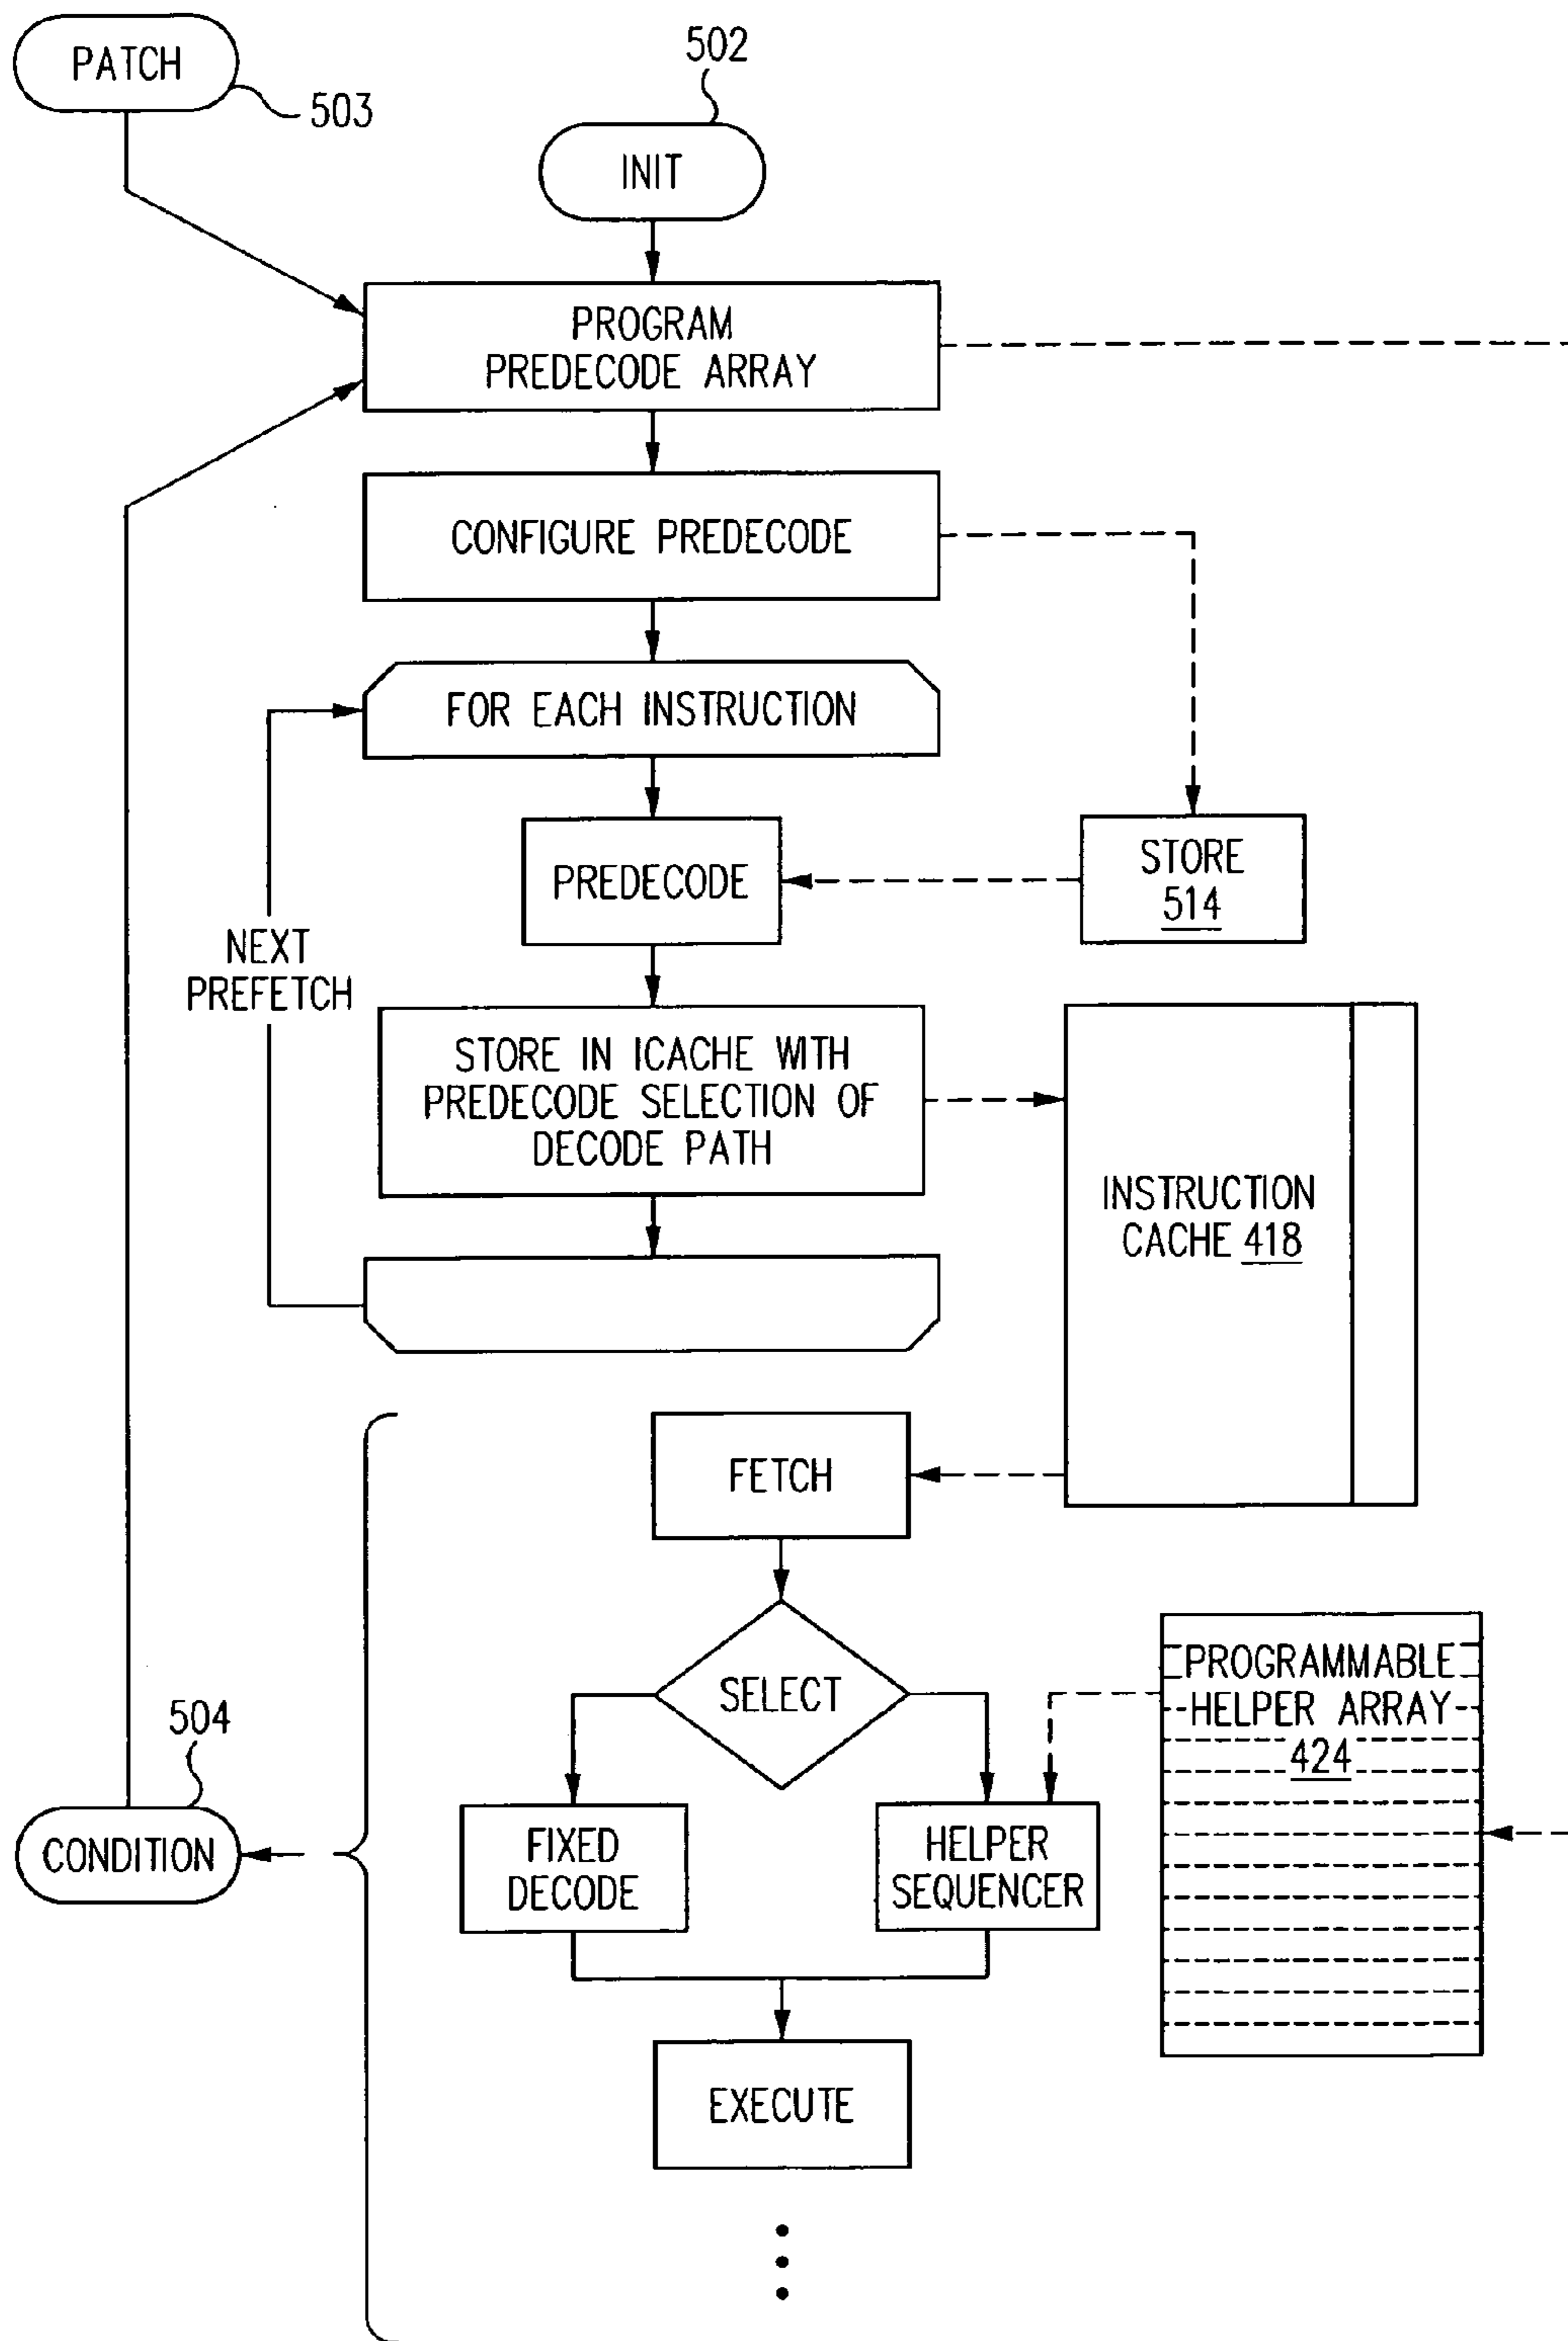 PATCH
503
502
INIT
PROGRAM
PREDECODE ARRAY
CONFIGURE PREDECODE
FOR EACH INSTRUCTION
PREDECODE
STORE
514
NEXT
PREFETCH
STORE IN ICACHE WITH
PREDECODE SELECTION OF
DECODE PATH
INSTRUCTION
CACHE 418
FETCH
SELECT
PROGRAMMABLE
HELPER ARRAY
424
504
CONDITION
FIXED
DECODE
HELPER
SEQUENCER
EXECUTE